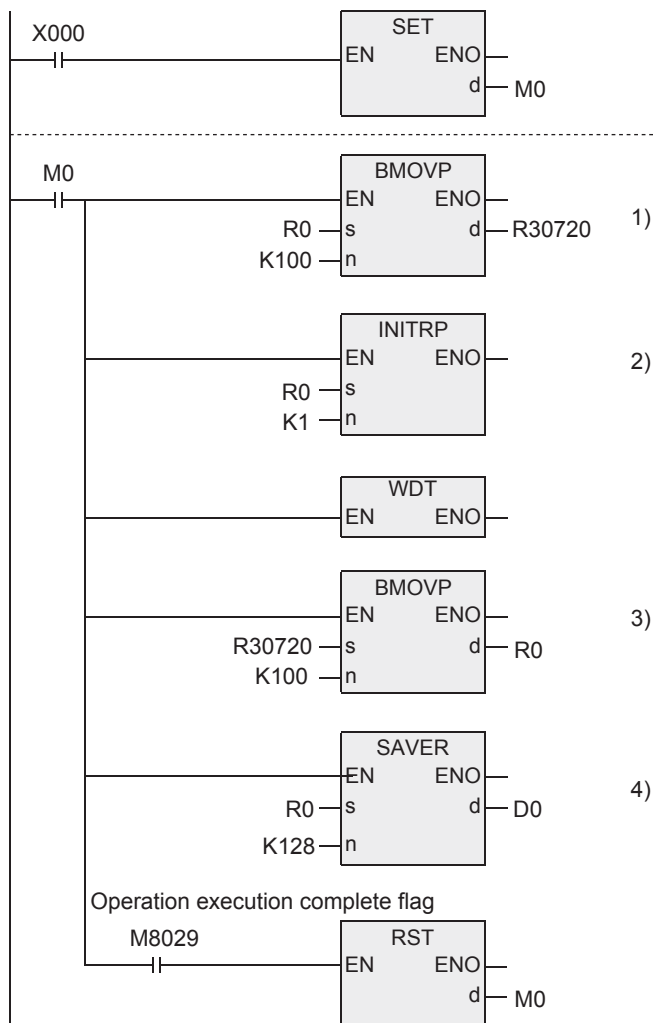 X000
SET
EN ENO
d M0
M0
BMOVP
EN ENO
R0 s d R30720 1)
K100 n
INITRP
EN ENO 2)
R0 s
K1 n
WDT
EN ENO
BMOVP
EN ENO 3)
R30720 s d R0
K100 n
SAVER
EN ENO 4)
R0 s d D0
K128 n
Operation execution complete flag
M8029 RST
EN ENO
d M0